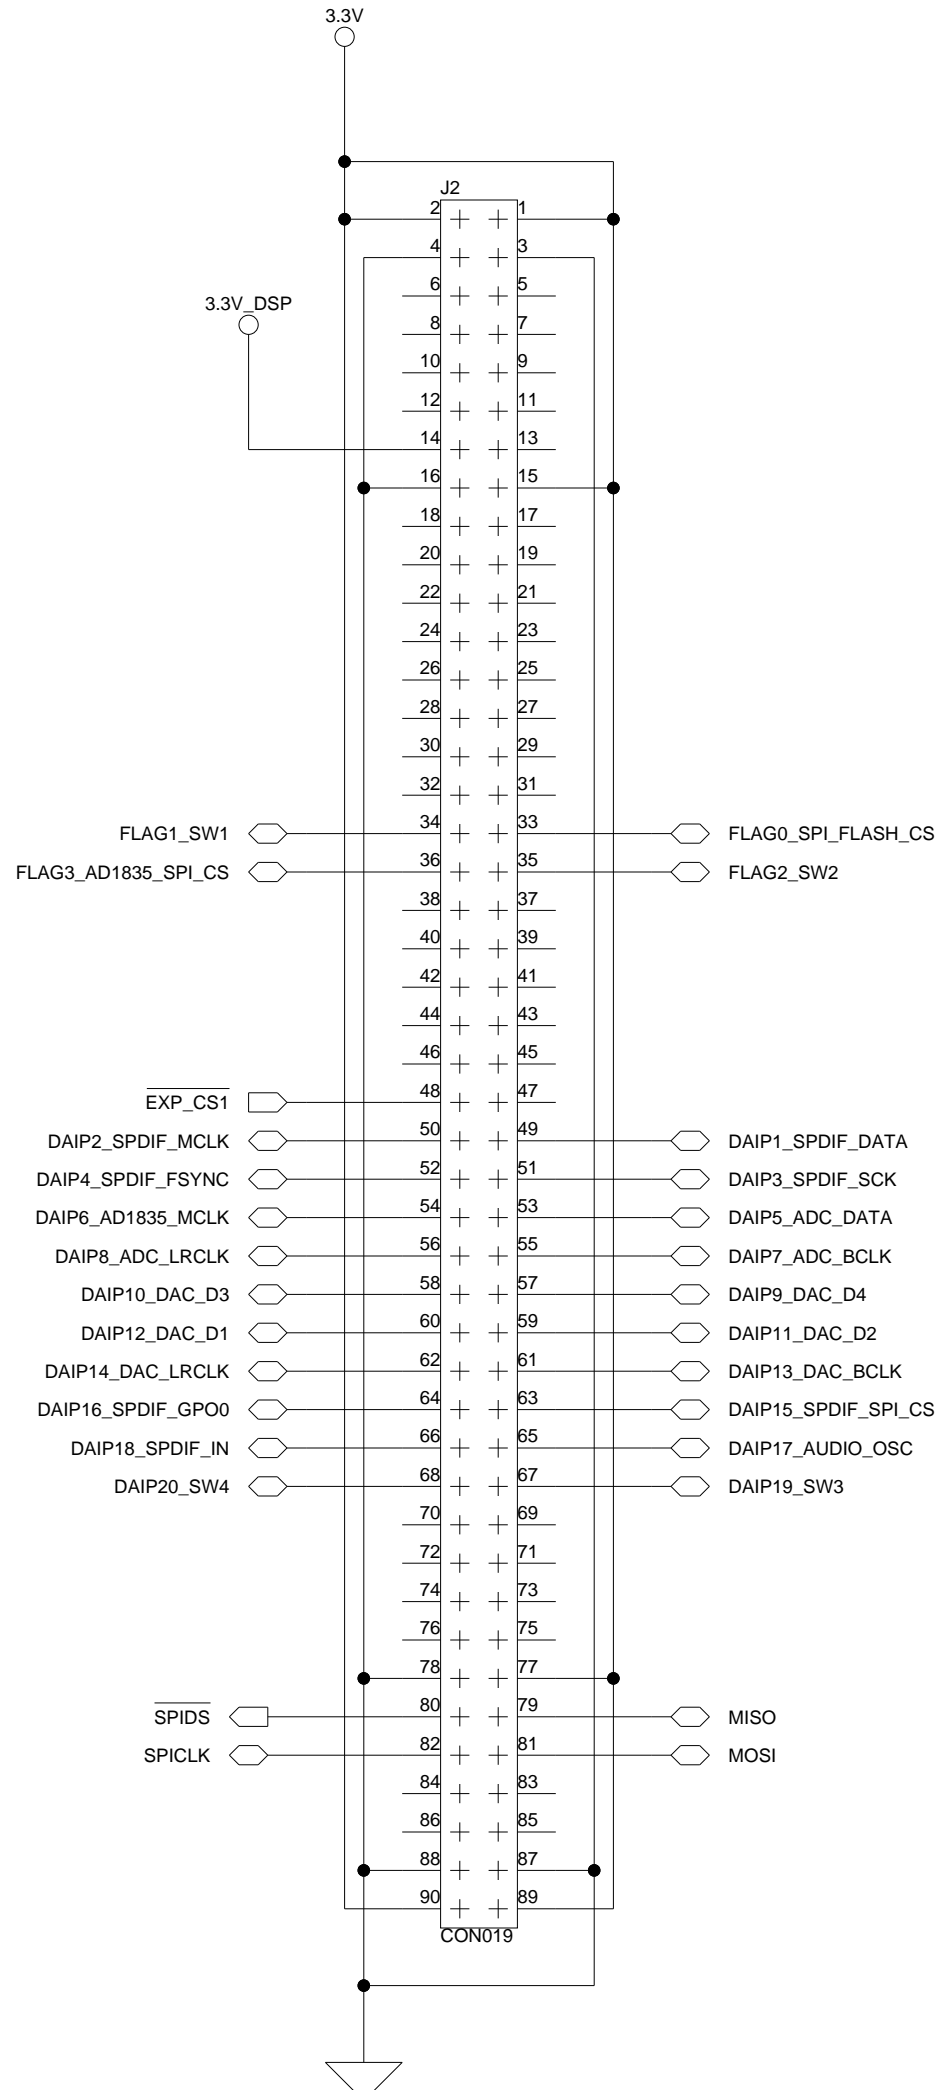 3.3V
J2
2 1
4 3
6 5
3.3V_DSP
8 7
10 9
12 11
14 13
16 15
18 17
20 19
22 21
24 23
26 25
28 27
30 29
32 31
FLAG1_SW1 34 33 FLAG0_SPI_FLASH_CS
FLAG3_AD1835_SPI_CS 36 35 FLAG2_SW2
38 37
40 39
42 41
44 43
46 45
EXP_CS1 48 47
DAIP2_SPDIF_MCLK 50 49 DAIP1_SPDIF_DATA
DAIP4_SPDIF_FSYNC 52 51 DAIP3_SPDIF_SCK
DAIP6_AD1835_MCLK 54 53 DAIP5_ADC_DATA
DAIP8_ADC_LRCLK 56 55 DAIP7_ADC_BCLK
DAIP10_DAC_D3 58 57 DAIP9_DAC_D4
DAIP12_DAC_D1 60 59 DAIP11_DAC_D2
DAIP14_DAC_LRCLK 62 61 DAIP13_DAC_BCLK
DAIP16_SPDIF_GPO0 64 63 DAIP15_SPDIF_SPI_CS
DAIP18_SPDIF_IN 66 65 DAIP17_AUDIO_OSC
DAIP20_SW4 68 67 DAIP19_SW3
70 69
72 71
74 73
76 75
78 77
SPIDS 80 79 MISO
SPICLK 82 81 MOSI
84 83
86 85
88 87
90 89
CON019